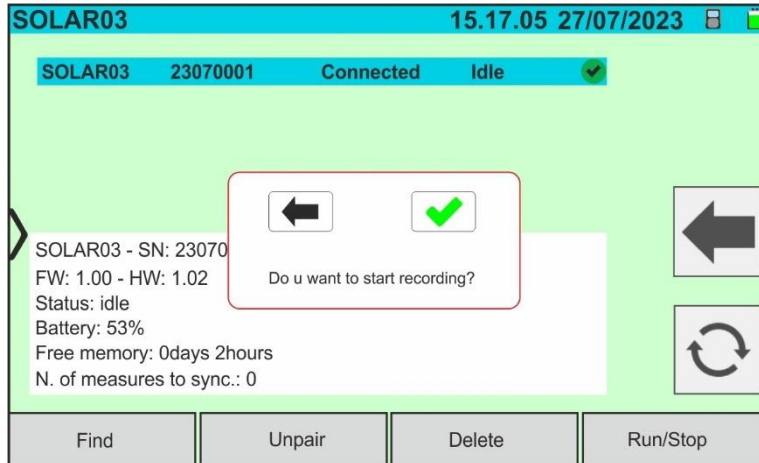 SOLAR03 15.17.05 27/07/2023
SOLAR03 23070001 Connected Idle
Do u want to start recording?
SOLAR03 - SN: 23070
FW: 1.00 - HW: 1.02
Status: idle
Battery: 53%
Free memory: 0days 2hours
N. of measures to sync.: 0
Find Unpair Delete Run/Stop